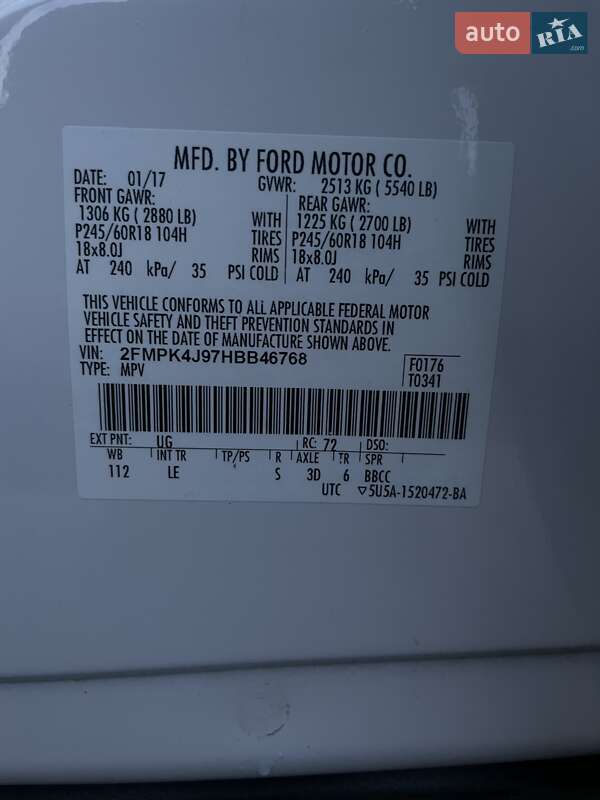 auto RIA .com
MFD. BY FORD MOTOR CO.
DATE: 01/17 GVWR: 2513 KG ( 5540 LB)
FRONT GAWR: REAR GAWR:
1306 KG ( 2880 LB) WITH 1225 KG ( 2700 LB) WITH
P245/60R18 104H TIRES P245/60R18 104H TIRES
18x8.0J RIMS 18x8.0J RIMS
AT 240 kPa/ 35 PSI COLD AT 240 kPa/ 35 PSI COLD
THIS VEHICLE CONFORMS TO ALL APPLICABLE FEDERAL MOTOR
VEHICLE SAFETY AND THEFT PREVENTION STANDARDS IN
EFFECT ON THE DATE OF MANUFACTURE SHOWN ABOVE.
VIN: 2FMPK4J97HBB46768 F0176
TYPE: MPV T0341
EXT PNT: UG RC: 72 DSO:
WB INT TR TP/PS R AXLE TR SPR
112 LE S 3D 6 BBCC
UTC ▽5U5A-1520472-BA